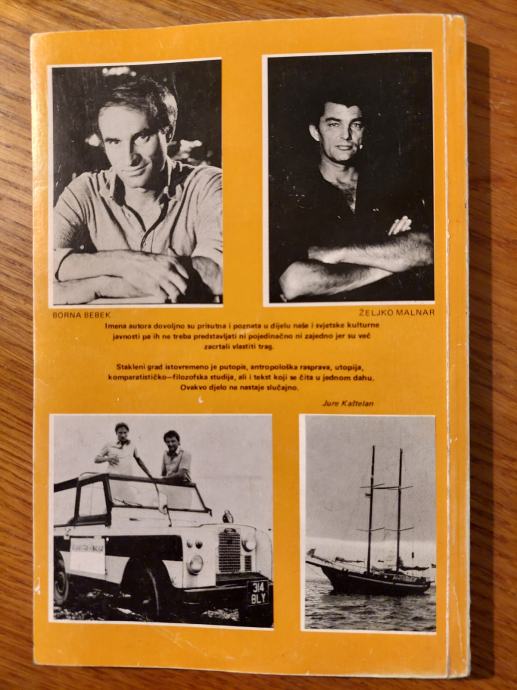 BORNA BEBEK
ŽELJKO MALNAR
Imena autora dovoljno su prisutna i poznata u dijelu naše i svjetske kulturne
javnosti pa ih ne treba predstavljati ni pojedinačno ni zajedno jer su već
zacrtali vlastiti trag.
Stakleni grad istovremeno je putopis, antropološka rasprava, utopija,
komparatističko—filozofska studija, ali i tekst koji se čita u jednom dahu,
Ovakvo djelo na nastaje slučajno.
Jure Kaštelan
314
BLY